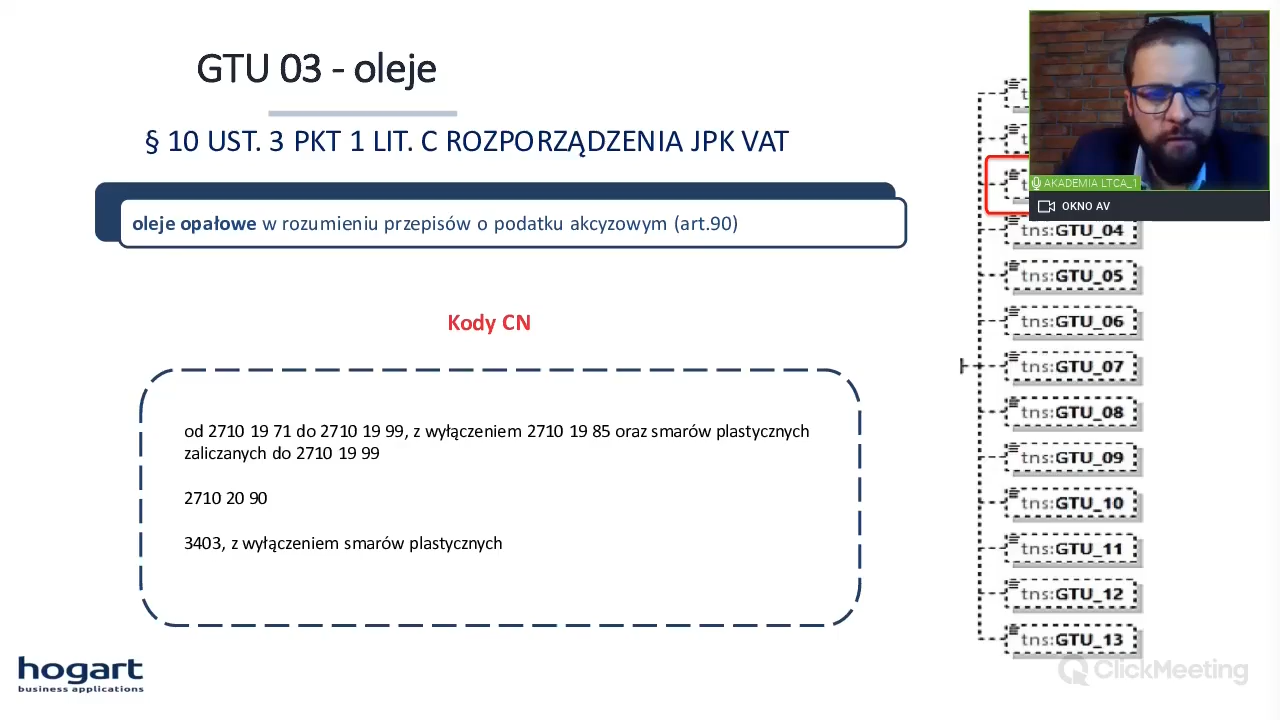 GTU 03 - oleje
§ 10 UST. 3 PKT 1 LIT. C ROZPORZĄDZENIA JPK VAT
oleje opałowe w rozumieniu przepisów o podatku akcyzowym (art.90)
Kody CN
od 2710 19 71 do 2710 19 99, z wyłączeniem 2710 19 85 oraz smarów plastycznych
zaliczanych do 2710 19 99
2710 20 90
3403, z wyłączeniem smarów plastycznych
hogart
business applications
AKADEMIA LTCA_1
OKNO AV
tns:GTU_04
tns:GTU_05
tns:GTU_06
tns:GTU_07
tns:GTU_08
tns:GTU_09
tns:GTU_10
tns:GTU_11
tns:GTU_12
tns:GTU_13
ClickMeeting